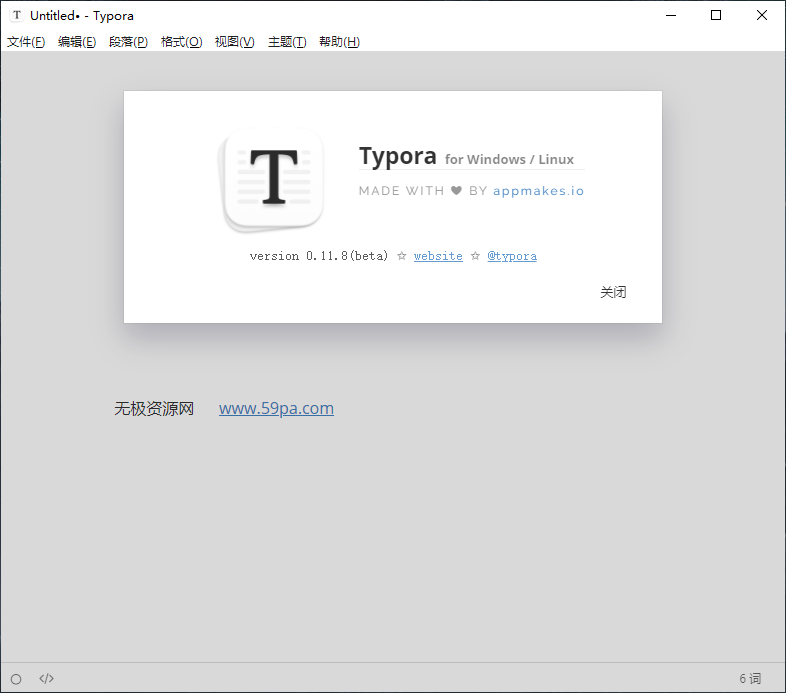 Untitled• - Typora
文件(F) 编辑(E) 段落(P) 格式(O) 视图(V) 主题(T) 帮助(H)
T
Typora for Windows / Linux
MADE WITH ♥ BY appmakes.io
version 0.11.8(beta) ☆ website ☆ @typora
关闭
无极资源网 www.59pa.com
</> 6 词